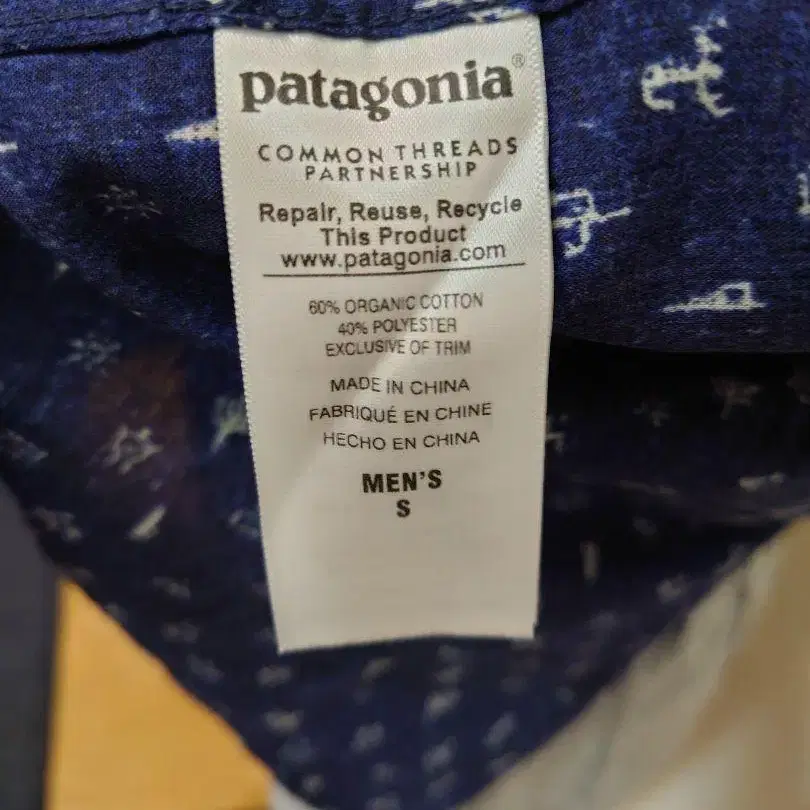 patagonia®
COMMON THREADS
PARTNERSHIP
Repair, Reuse, Recycle
This Product
www.patagonia.com
60% ORGANIC COTTON
40% POLYESTER
EXCLUSIVE OF TRIM
MADE IN CHINA
FABRIQUÉ EN CHINE
HECHO EN CHINA
MEN'S
S